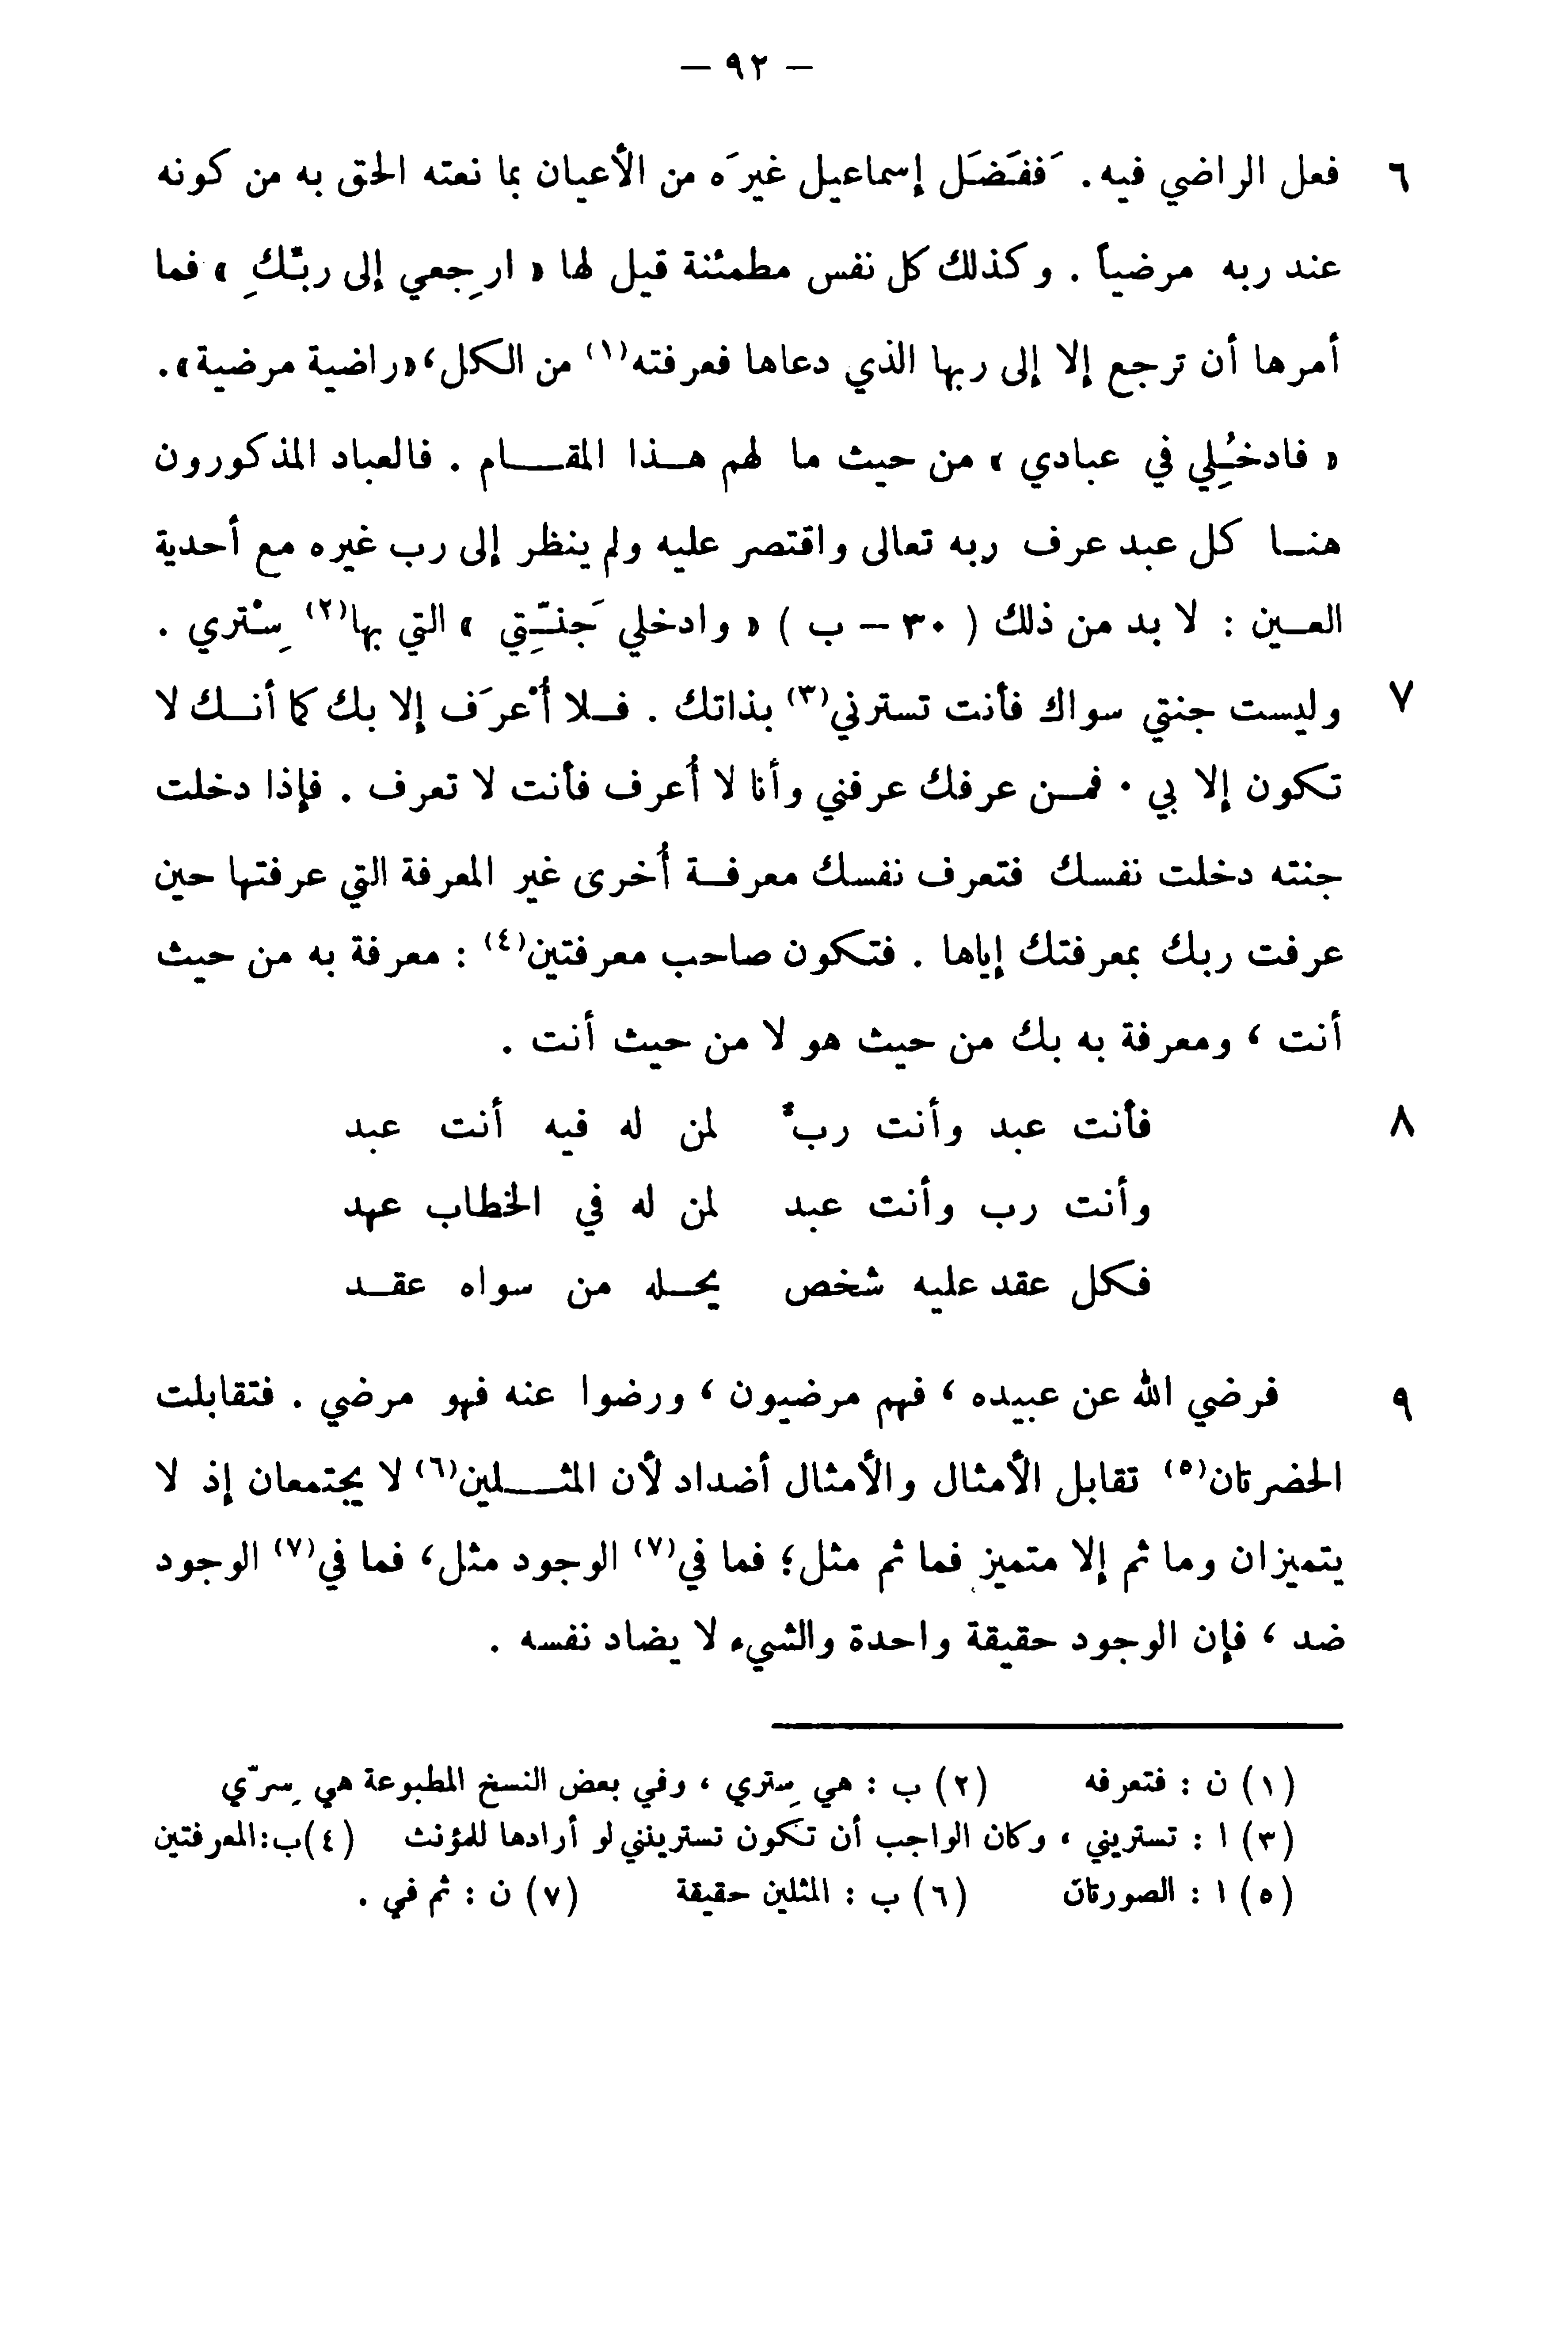 — ٩٢ —
٦ فعل الراضي فيه . فَفَضَل إسماعيل غيرَه من الأعيان بما نعته الحق به من كونه
عند ربه مرضياً . وكذلك كل نفس مطمئنة قيل لها « ارجِعي إلى ربّكِ » فما
أمرها أن ترجع إلا إلى ربها الذي دعاها فعرفته(١) من الكل، «راضية مرضية».
« فادخُلِي في عبادي » من حيث ما لهم هذا المقام . فالعباد المذكورون
هنا كل عبد عرف ربه تعالى واقتصر عليه ولم ينظر إلى رب غيره مع أحدية
العين : لا بد من ذلك ( ٣٠ – ب ) « وادخلي جَنتّيِ » التي بها(٢) سِتْري .
٧ وليست جنتي سواك فأنت تسترني(٣) بذاتك . فلا أُعْرَف إلا بك كما أنك لا
تكون إلا بي . فمن عرفك عرفني وأنا لا أُعرف فأنت لا تعرف . فإذا دخلت
جنته دخلت نفسك فتعرف نفسك معرفة أُخرى غير المعرفة التي عرفتها حين
عرفت ربك بمعرفتك إياها . فتكون صاحب معرفتين(٤) : معرفة به من حيث
أنت ، ومعرفة به بك من حيث هو لا من حيث أنت .
٨ فأنت عبد وأنت ربٌ لمن له فيه أنت عبد
وأنت رب وأنت عبد لمن له في الخطاب عهد
فكل عقد عليه شخص يحله من سواه عقد
٩ فرضي الله عن عبيده ، فهم مرضيون ، ورضوا عنه فهو مرضي . فتقابلت
الحضرتان(٥) تقابل الأمثال والأمثال أضداد لأن المثلين(٦) لا يجتمعان إذ لا
يتميزان وما ثم إلا متميز فما ثم مثل؛ فما في(٧) الوجود مثل، فما في(٧) الوجود
ضد ، فإن الوجود حقيقة واحدة والشيء لا يضاد نفسه .
(١) ن : فتعرفه (٢) ب : هي سِتري ، وفي بعض النسخ المطبوعة هي سِرّي
(٣) ا : تستريني ، وكان الواجب أن تكون تسترينني لو أرادها للمؤنث (٤)ب:المعرفتين
(٥) ا : الصورتان (٦) ب : المثلين حقيقة (٧) ن : ثم في .